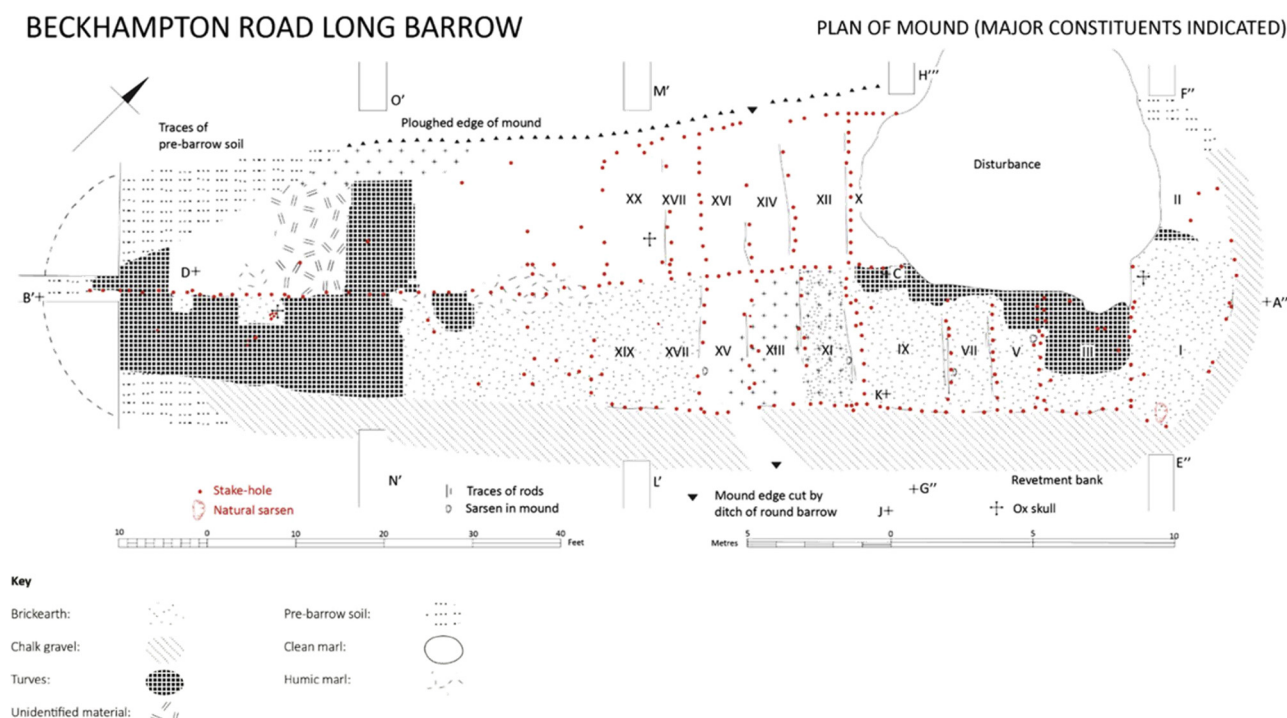 BECKHAMPTON ROAD LONG BARROW
PLAN OF MOUND (MAJOR CONSTITUENTS INDICATED)
H'''
M'
F''
O'
Ploughed edge of mound
Traces of
pre-barrow soil
Disturbance
XX XVII XVI XIV XII X II
D+ C
B'+ A''
XIX XVII XV XIII XI IX VII V III I
K+
E''
N' L' +G'' Revetment bank
Stake-hole
Natural sarsen
Traces of rods
Sarsen in mound
Mound edge cut by
ditch of round barrow
J+
Ox skull
10 0 10 20 30 40 Feet
Metres 5 0 5 10
Key
Brickearth: Pre-barrow soil:
Chalk gravel: Clean marl:
Turves: Humic marl:
Unidentified material: